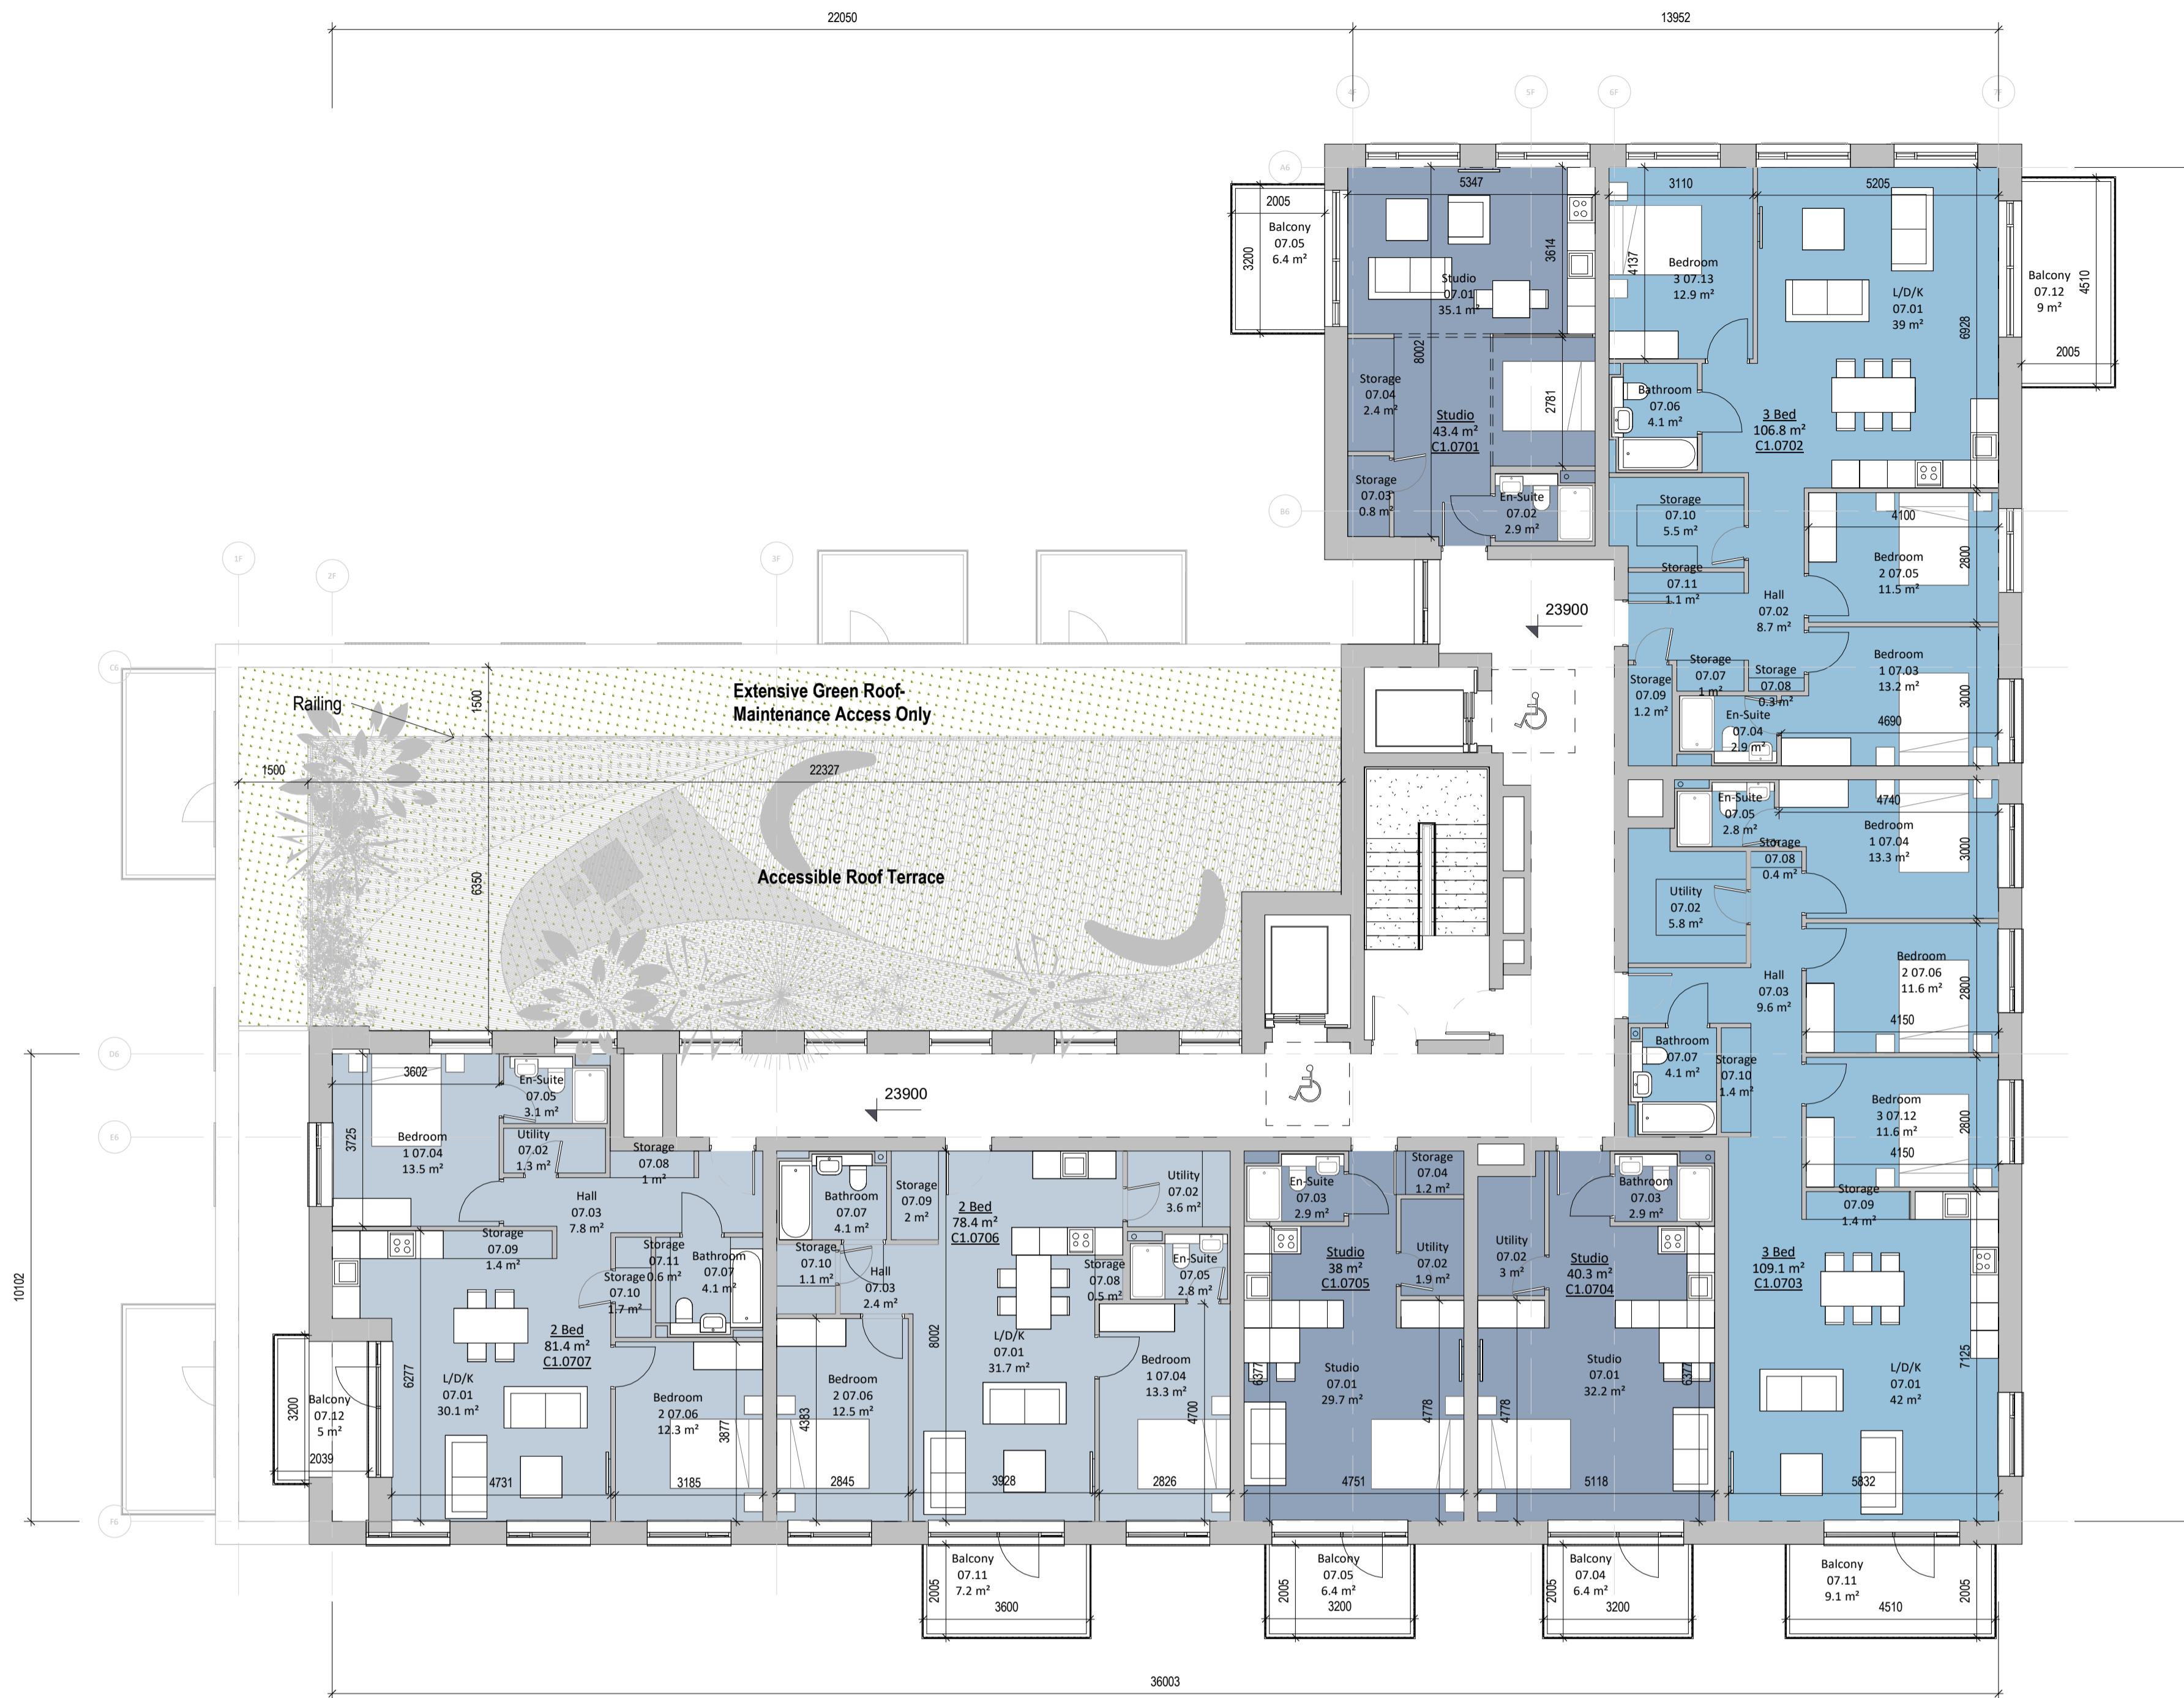 22050
13952
4F
5F
6F
7F
A6
B6
1F
2F
3F
C6
D6
E6
F6
2005
Balcony
07.05
6.4 m²
3200
5347
3614
Studio
07.01
35.1 m²
8002
Storage
07.04
2.4 m²
2781
Studio
43.4 m²
C1.0701
Storage
07.03
0.8 m²
En-Suite
07.02
2.9 m²
3110
5205
4137
Bedroom
3 07.13
12.9 m²
L/D/K
07.01
39 m²
6928
Balcony
07.12
9 m²
4510
2005
Bathroom
07.06
4.1 m²
3 Bed
106.8 m²
C1.0702
Storage
07.10
5.5 m²
4100
Bedroom
2 07.05
11.5 m²
2800
Storage
07.11
1.1 m²
Hall
07.02
8.7 m²
23900
Storage
07.09
1.2 m²
Storage
07.07
1 m²
Storage
07.08
0.3 m²
Bedroom
1 07.03
13.2 m²
3000
En-Suite
07.04
2.9 m²
4690
Railing
1500
Extensive Green Roof-
Maintenance Access Only
1500
22327
6350
Accessible Roof Terrace
En-Suite
07.05
2.8 m²
4740
Bedroom
1 07.04
13.3 m²
3000
Storage
07.08
0.4 m²
Utility
07.02
5.8 m²
Hall
07.03
9.6 m²
Bedroom
2 07.06
11.6 m²
2800
4150
Bathroom
07.07
4.1 m²
Storage
07.10
1.4 m²
Bedroom
3 07.12
11.6 m²
2800
4150
Storage
07.09
1.4 m²
3 Bed
109.1 m²
C1.0703
7125
L/D/K
07.01
42 m²
5832
23900
10102
3602
En-Suite
07.05
3.1 m²
3725
Bedroom
1 07.04
13.5 m²
Utility
07.02
1.3 m²
Storage
07.08
1 m²
Hall
07.03
7.8 m²
Storage
07.09
1.4 m²
Storage
07.11
0.6 m²
Storage
07.10
1.7 m²
Bathroom
07.07
4.1 m²
2 Bed
81.4 m²
C1.0707
6277
L/D/K
07.01
30.1 m²
3200
Balcony
07.12
5 m²
2039
4731
Bedroom
2 07.06
12.3 m²
3877
3185
Bathroom
07.07
4.1 m²
Storage
07.09
2 m²
2 Bed
78.4 m²
C1.0706
Utility
07.02
3.6 m²
Storage
07.10
1.1 m²
Hall
07.03
2.4 m²
Storage
07.08
0.5 m²
En-Suite
07.05
2.8 m²
8002
L/D/K
07.01
31.7 m²
4383
Bedroom
2 07.06
12.5 m²
Bedroom
1 07.04
13.3 m²
4700
2845
3928
2826
En-Suite
07.03
2.9 m²
Storage
07.04
1.2 m²
Studio
38 m²
C1.0705
Utility
07.02
1.9 m²
6377
Studio
07.01
29.7 m²
4778
4751
Bathroom
07.03
2.9 m²
Utility
07.02
3 m²
Studio
40.3 m²
C1.0704
Studio
07.01
32.2 m²
6377
4778
5118
Balcony
07.11
7.2 m²
2005
3600
Balcony
07.05
6.4 m²
2005
3200
Balcony
07.04
6.4 m²
2005
3200
Balcony
07.11
9.1 m²
4510
2005
36003